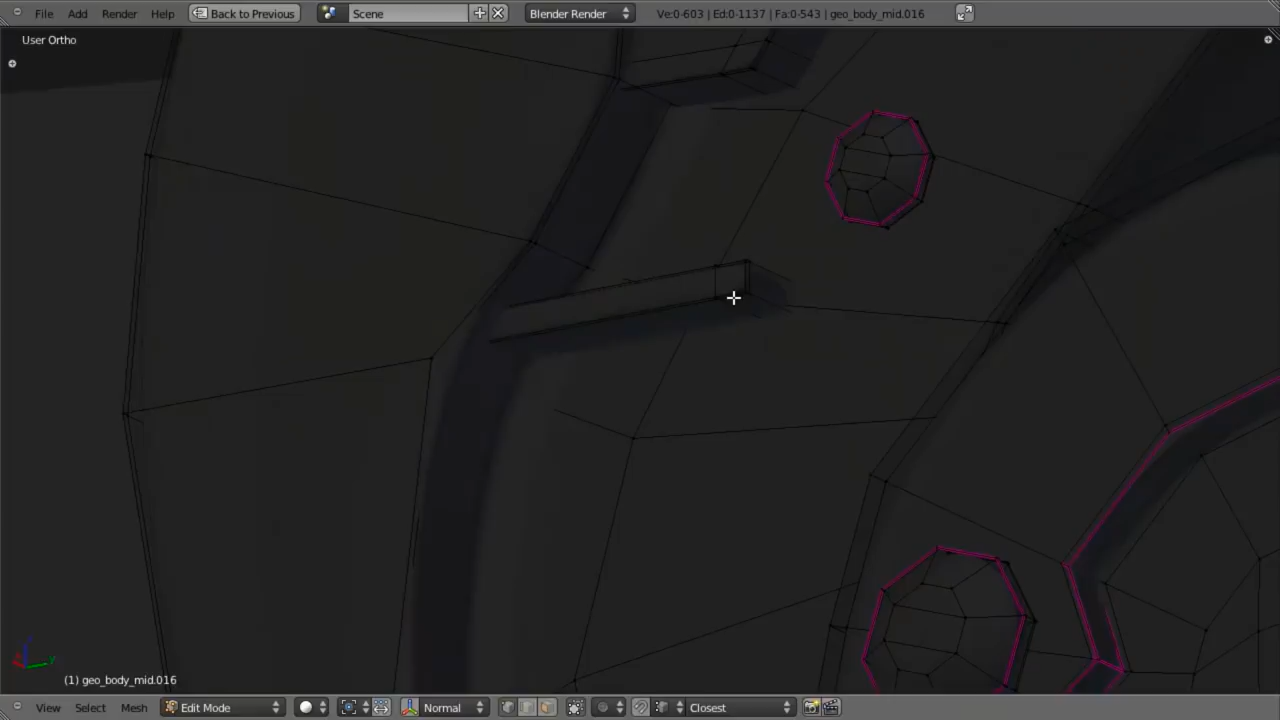 File Add Render Help Back to Previous Scene Blender Render Ve:0-603 | Ed:0-1137 | Fa:0-543 | geo_body_mid.016
User Ortho
(1) geo_body_mid.016
View Select Mesh Edit Mode Normal Closest